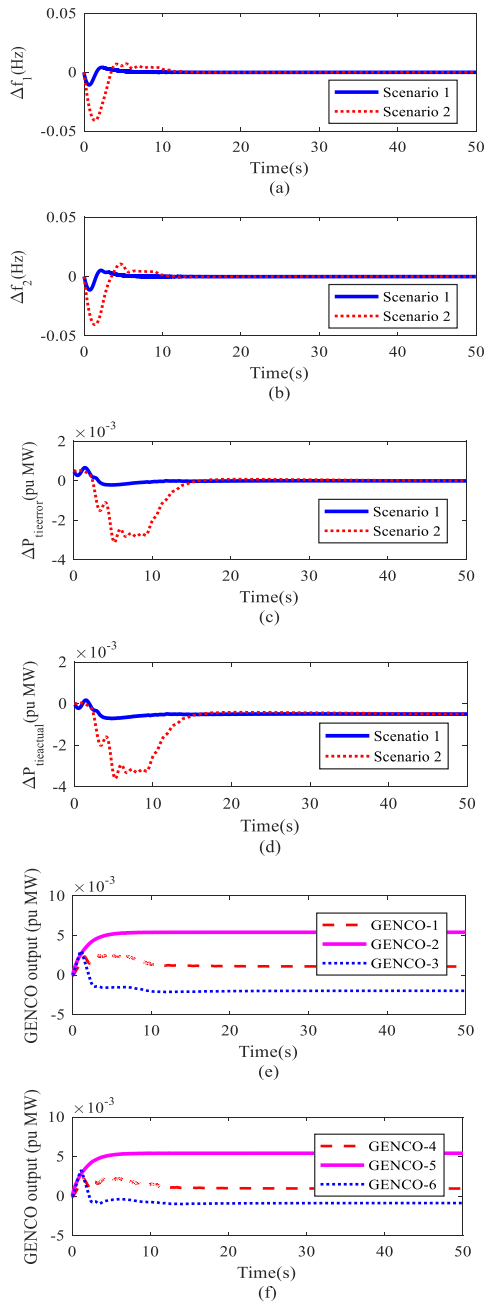 0.05
0
-0.05
Δf1(Hz)
Scenario 1
Scenario 2
0 10 20 30 40 50
Time(s)
(a)
0.05
0
-0.05
Δf2(Hz)
Scenario 1
Scenario 2
0 10 20 30 40 50
Time(s)
(b)
×10-3
2
0
-2
-4
ΔPtieerror(pu MW)
Scenario 1
Scenario 2
0 10 20 30 40 50
Time(s)
(c)
×10-3
2
0
-2
-4
ΔPtieactual(pu MW)
Scenatio 1
Scenario 2
0 10 20 30 40 50
Time(s)
(d)
×10-3
10
5
0
-5
GENCO output (pu MW)
GENCO-1
GENCO-2
GENCO-3
0 10 20 30 40 50
Time(s)
(e)
×10-3
10
5
0
-5
GENCO output (pu MW)
GENCO-4
GENCO-5
GENCO-6
0 10 20 30 40 50
Time(s)
(f)